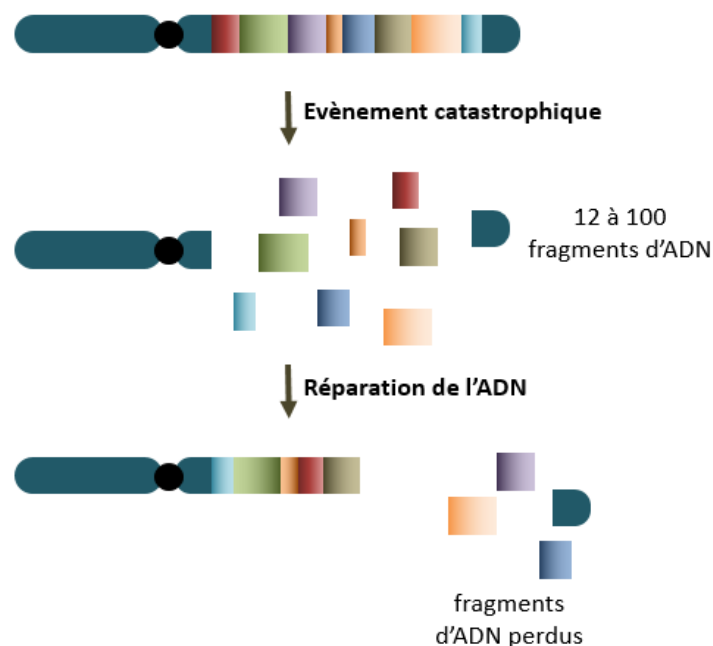 Evènement catastrophique
12 à 100
fragments d’ADN
Réparation de l’ADN
fragments
d’ADN perdus